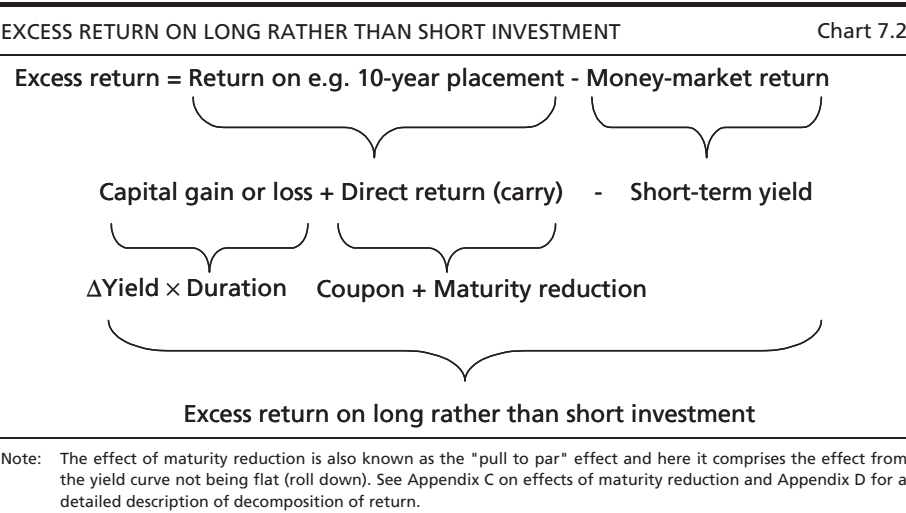 EXCESS RETURN ON LONG RATHER THAN SHORT INVESTMENT Chart 7.2
Excess return = Return on e.g. 10-year placement - Money-market return
Capital gain or loss + Direct return (carry) - Short-term yield
ΔYield × Duration Coupon + Maturity reduction
Excess return on long rather than short investment
Note: The effect of maturity reduction is also known as the "pull to par" effect and here it comprises the effect from
the yield curve not being flat (roll down). See Appendix C on effects of maturity reduction and Appendix D for a
detailed description of decomposition of return.